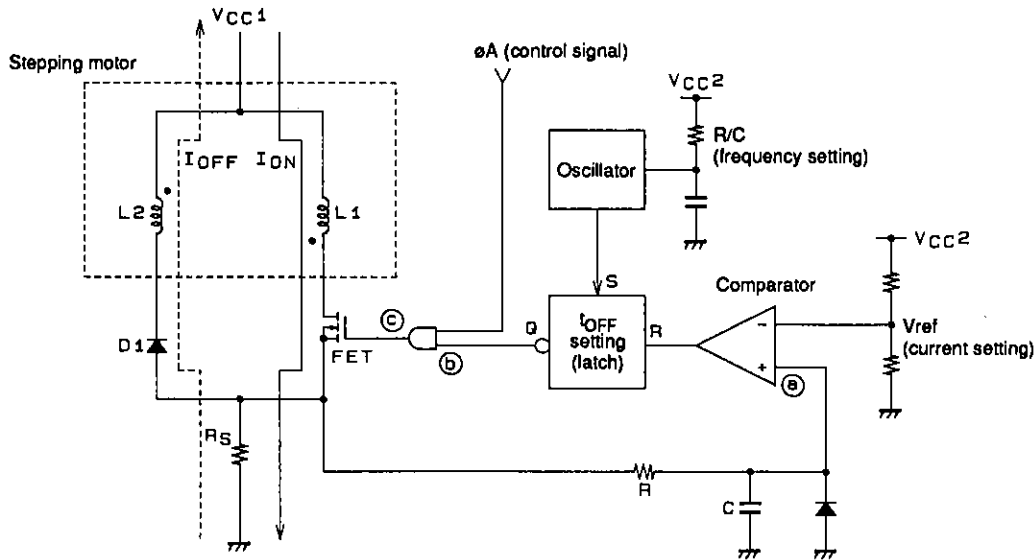 VCC1
øA (control signal)
Stepping motor
VCC2
R/C
(frequency setting)
IOFF
ION
Oscillator
L2
L1
VCC2
S
Comparator
c
Q
tOFF
setting
(latch)
R
−
Vref
(current setting)
D1
FET
b
+
a
RS
R
C